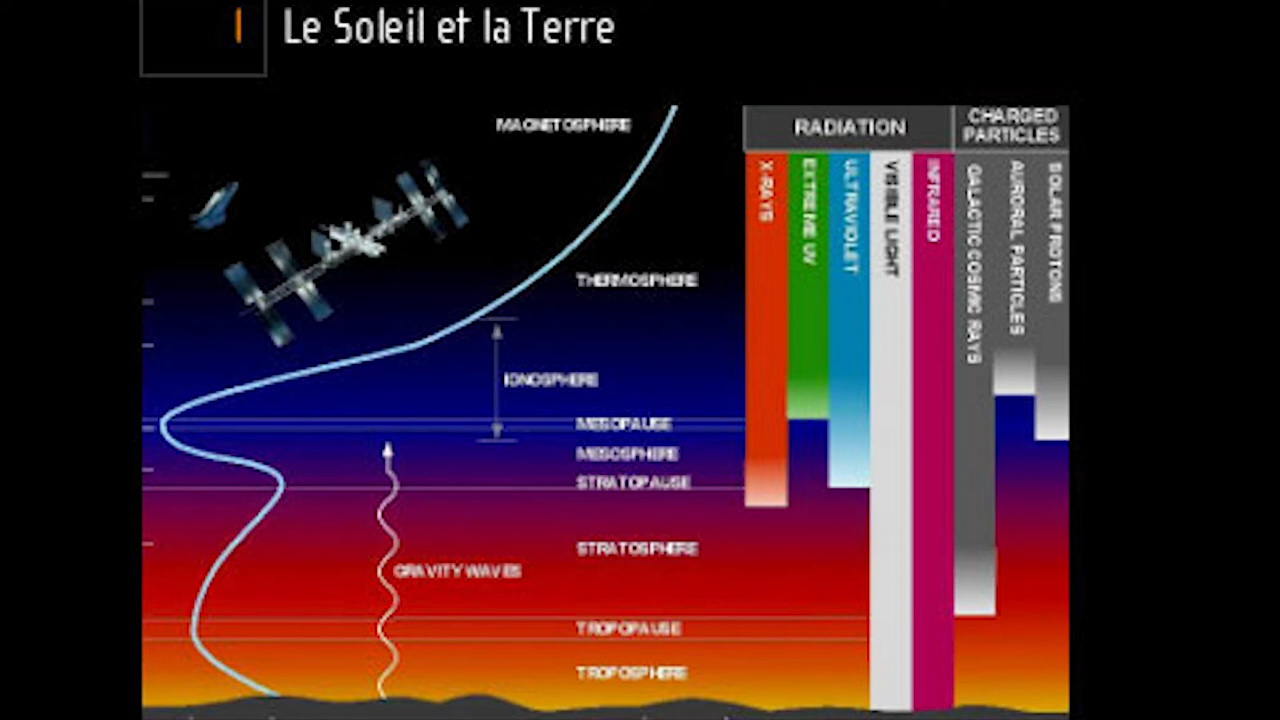 1
Le Soleil et la Terre
MAGNETOSPHERE
THERMOSPHERE
IONOSPHERE
MESOPAUSE
MESOSPHERE
STRATOPAUSE
STRATOSPHERE
GRAVITY WAVES
TROPOPAUSE
TROPOSPHERE
RADIATION
CHARGED
PARTICLES
X-RAYS
EXTREME UV
ULTRAVIOLET
VISIBLE LIGHT
INFRARED
GALACTIC COSMIC RAYS
AURORAL PARTICLES
SOLAR PROTONS